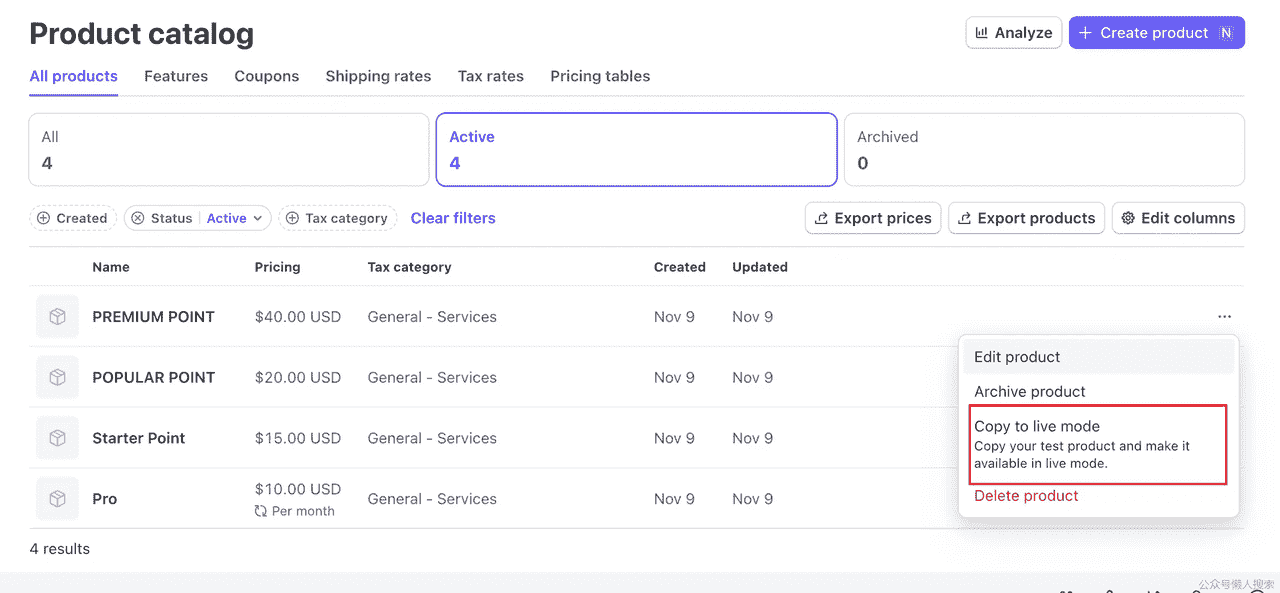 Product catalog
Analyze
Create product N
All products Features Coupons Shipping rates Tax rates Pricing tables
All
4
Active
4
Archived
0
Created Status Active Tax category Clear filters Export prices Export products Edit columns
Name Pricing Tax category Created Updated
PREMIUM POINT $40.00 USD General - Services Nov 9 Nov 9 ...
POPULAR POINT $20.00 USD General - Services Nov 9 Nov 9
Starter Point $15.00 USD General - Services Nov 9 Nov 9
Pro $10.00 USD General - Services Nov 9 Nov 9
Per month
Edit product
Archive product
Copy to live mode
Copy your test product and make it
available in live mode.
Delete product
4 results
公众号懒人搜索